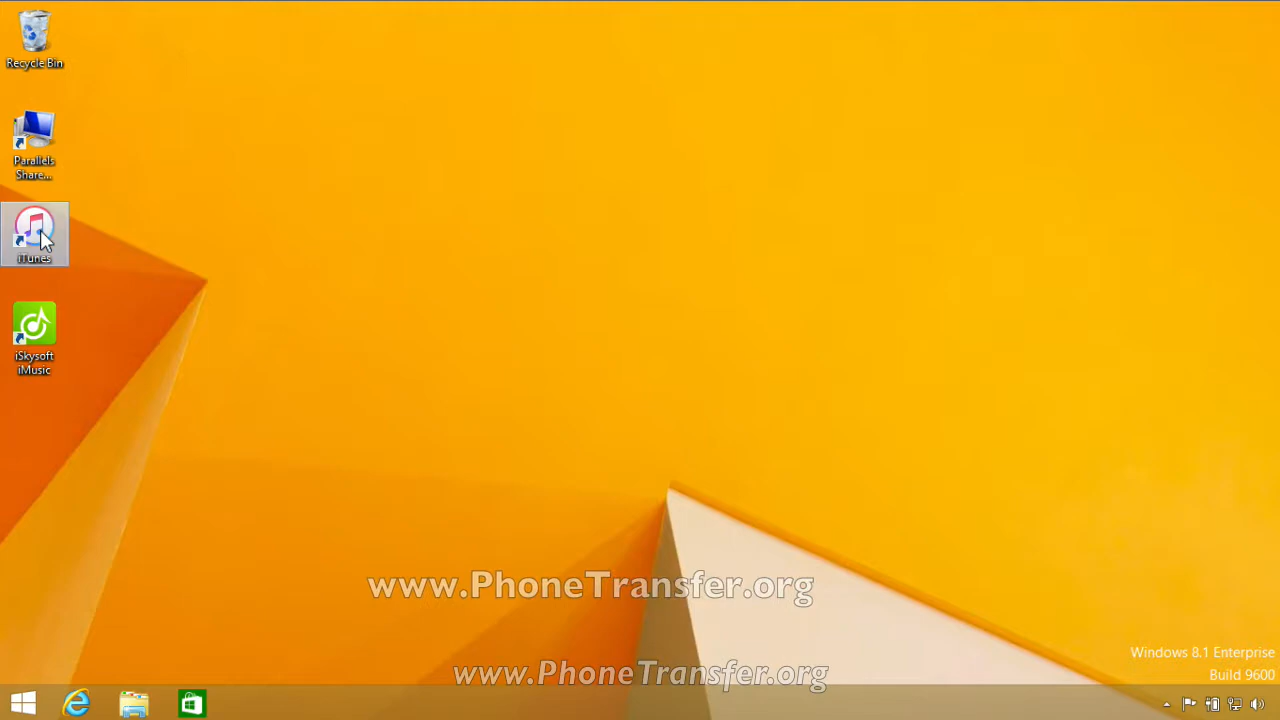 Recycle Bin
Parallels
Share...
iTunes
iSkysoft
iMusic
www.PhoneTransfer.org
www.PhoneTransfer.org
Windows 8.1 Enterprise
Build 9600